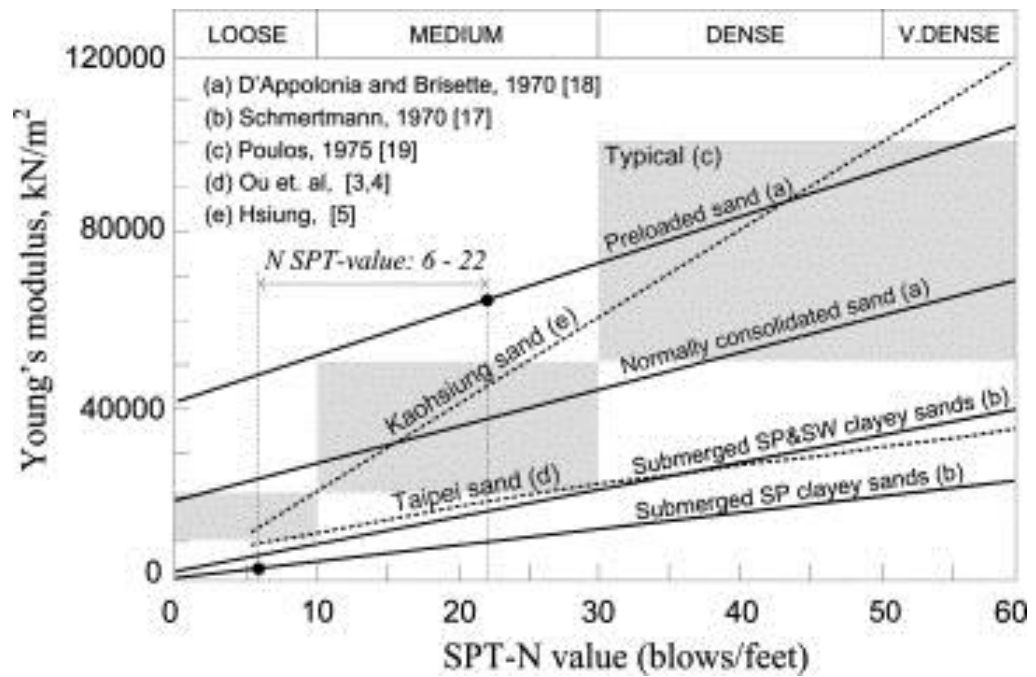 LOOSE MEDIUM DENSE V.DENSE
120000
(a) D'Appolonia and Brisette, 1970 [18]
(b) Schmertmann, 1970 [17]
(c) Poulos, 1975 [19]
(d) Ou et. al, [3,4]
(e) Hsiung, [5]
Typical (c)
Preloaded sand (a)
80000
N SPT-value: 6 - 22
Normally consolidated sand (a)
Kaohsiung sand (e)
40000
Submerged SP&SW clayey sands (b)
Taipei sand (d)
Submerged SP clayey sands (b)
0
Young's modulus, kN/m²
0 10 20 30 40 50 60
SPT-N value (blows/feet)